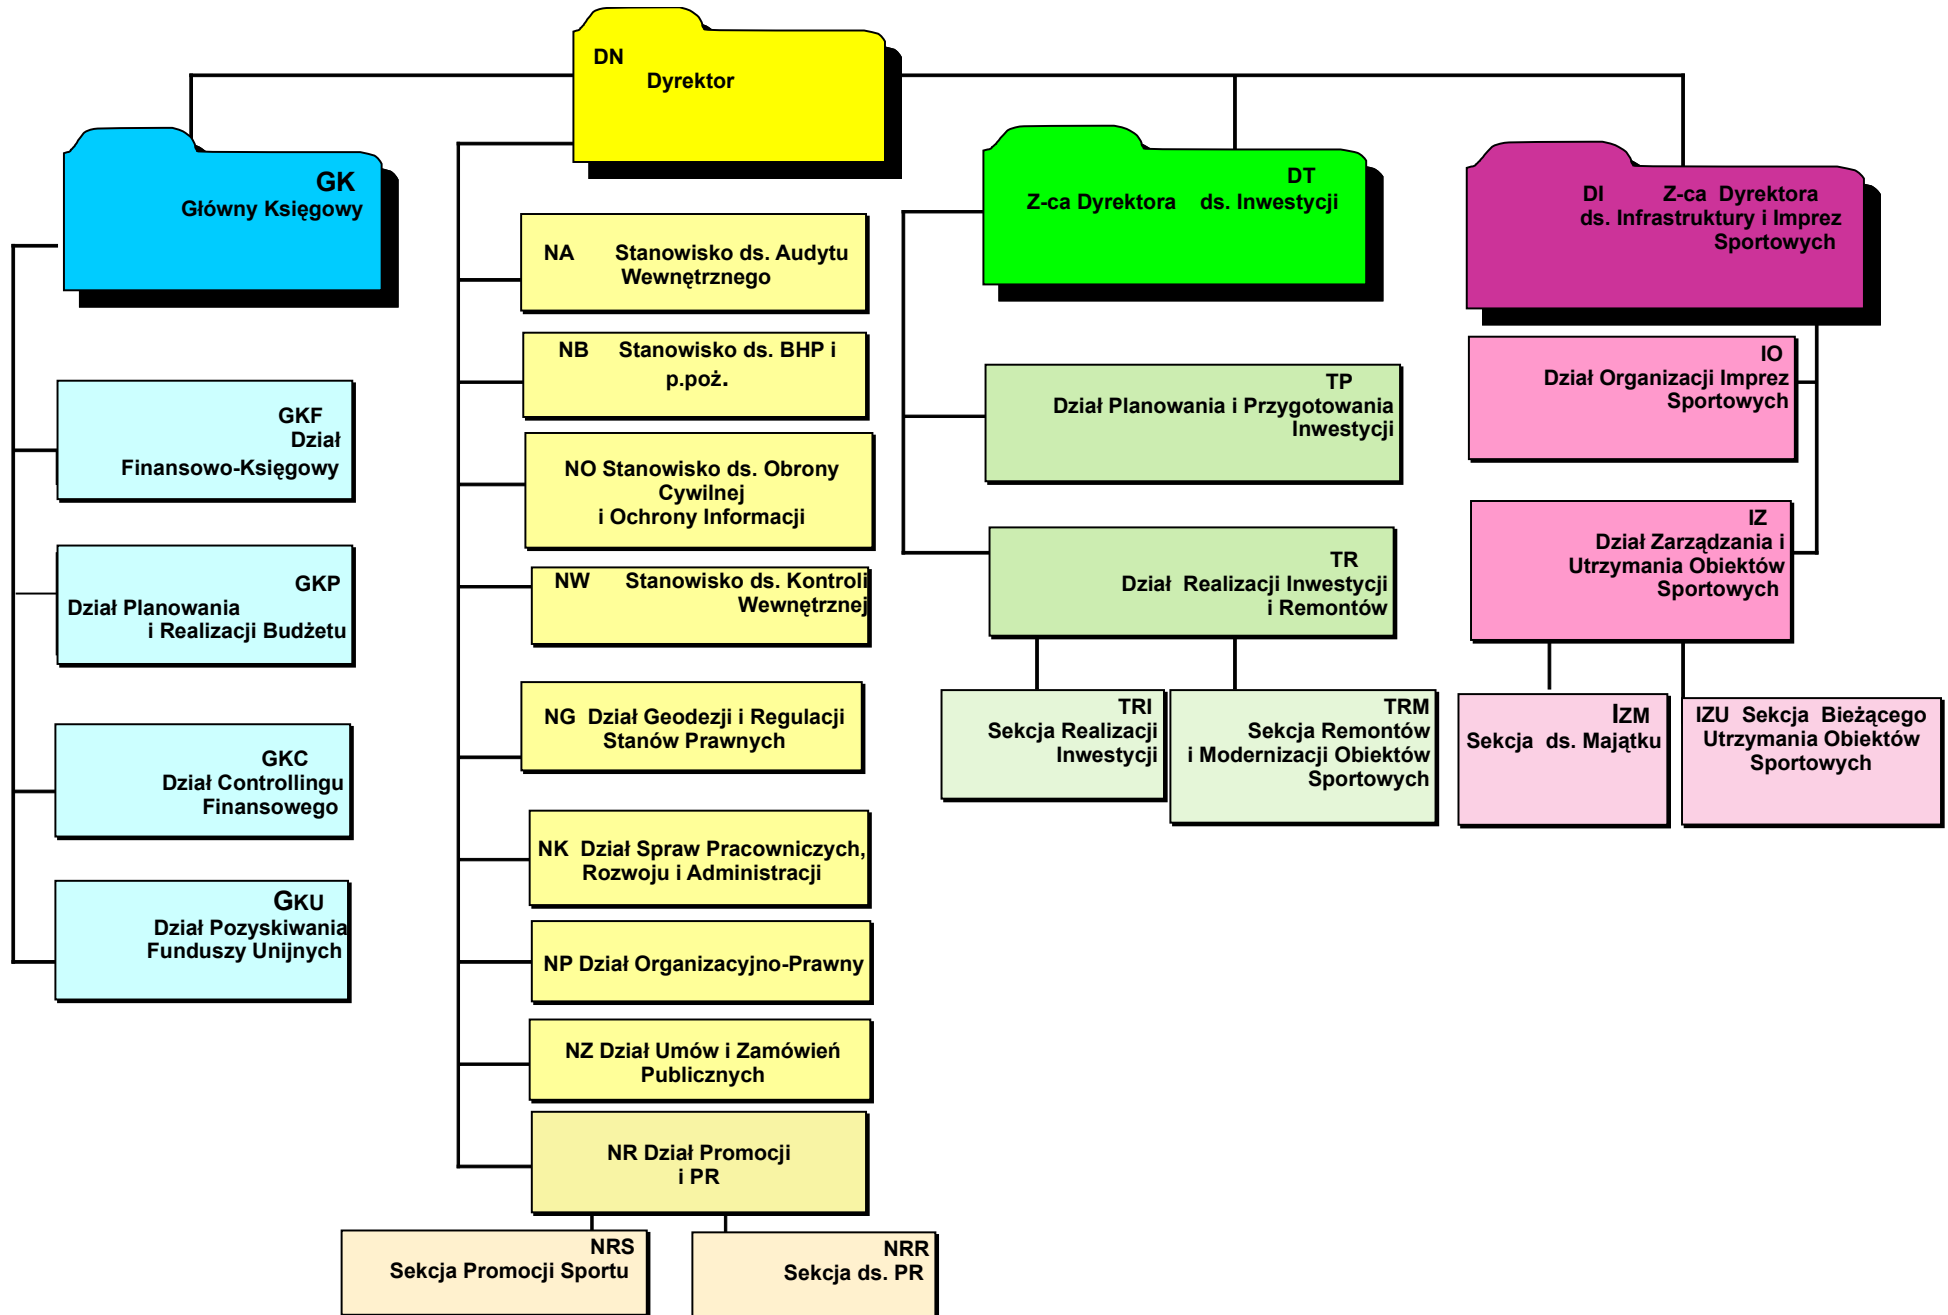 DN
Dyrektor
GK
Główny Księgowy
DT
Z-ca Dyrektora ds. Inwestycji
DI Z-ca Dyrektora
ds. Infrastruktury i Imprez
Sportowych
GKF
Dział
Finansowo-Księgowy
GKP
Dział Planowania
i Realizacji Budżetu
GKC
Dział Controllingu
Finansowego
GKU
Dział Pozyskiwania
Funduszy Unijnych
NA Stanowisko ds. Audytu
Wewnętrznego
NB Stanowisko ds. BHP i
p.poż.
NO Stanowisko ds. Obrony
Cywilnej
i Ochrony Informacji
NW Stanowisko ds. Kontroli
Wewnętrznej
NG Dział Geodezji i Regulacji
Stanów Prawnych
NK Dział Spraw Pracowniczych,
Rozwoju i Administracji
NP Dział Organizacyjno-Prawny
NZ Dział Umów i Zamówień
Publicznych
NR Dział Promocji
i PR
NRS
Sekcja Promocji Sportu
NRR
Sekcja ds. PR
TP
Dział Planowania i Przygotowania
Inwestycji
TR
Dział Realizacji Inwestycji
i Remontów
TRI
Sekcja Realizacji
Inwestycji
TRM
Sekcja Remontów
i Modernizacji Obiektów
Sportowych
IO
Dział Organizacji Imprez
Sportowych
IZ
Dział Zarządzania i
Utrzymania Obiektów
Sportowych
IZM
Sekcja ds. Majątku
IZU Sekcja Bieżącego
Utrzymania Obiektów
Sportowych